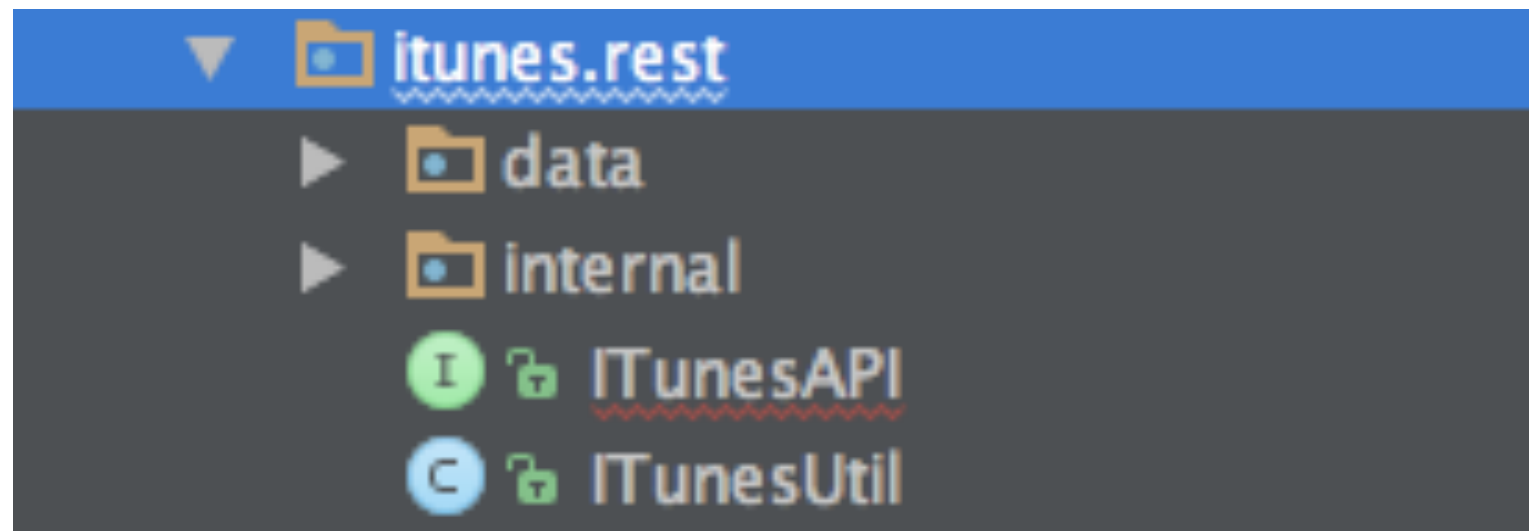 itunes.rest
data
internal
I ITunesAPI
C ITunesUtil